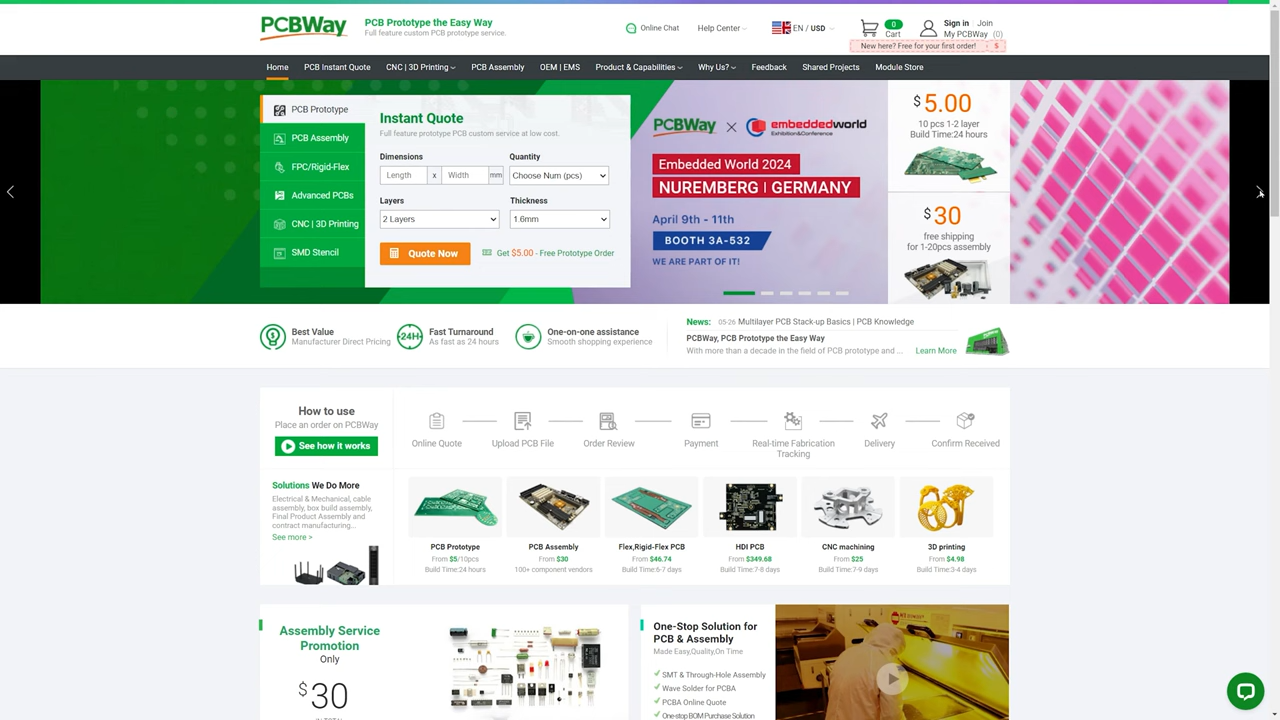 PCBWay
PCB Prototype the Easy Way
Full feature custom PCB prototype service.
Online Chat
Help Center
EN / USD
0
Cart
Sign in
Join
My PCBWay (0)
New here? Free for your first order! $
Home
PCB Instant Quote
CNC | 3D Printing
PCB Assembly
OEM | EMS
Product & Capabilities
Why Us?
Feedback
Shared Projects
Module Store
PCB Prototype
PCB Assembly
FPC/Rigid-Flex
Advanced PCBs
CNC | 3D Printing
SMD Stencil
Instant Quote
Full feature prototype PCB custom service at low cost.
Dimensions
Quantity
Length
x
Width
mm
Choose Num (pcs)
Layers
Thickness
2 Layers
1.6mm
Quote Now
Get $5.00 - Free Prototype Order
PCBWay X embeddedworld
Exhibition&Conference
Embedded World 2024
NUREMBERG | GERMANY
April 9th - 11th
BOOTH 3A-532
WE ARE PART OF IT!
$5.00
10 pcs 1-2 layer
Build Time:24 hours
$30
free shipping
for 1-20pcs assembly
Best Value
Manufacturer Direct Pricing
24H
Fast Turnaround
As fast as 24 hours
One-on-one assistance
Smooth shopping experience
News:
05-26 Multilayer PCB Stack-up Basics | PCB Knowledge
PCBWay, PCB Prototype the Easy Way
With more than a decade in the field of PCB prototype and ...
Learn More
How to use
Place an order on PCBWay
See how it works
Online Quote
Upload PCB File
Order Review
Payment
Real-time Fabrication
Tracking
Delivery
Confirm Received
Solutions We Do More
Electrical & Mechanical, cable
assembly, box build assembly,
Final Product Assembly and
contract manufacturing...
See more >
PCB Prototype
From $5/10pcs
Build Time:24 hours
PCB Assembly
From $30
100+ component vendors
Flex,Rigid-Flex PCB
From $46.74
Build Time:6-7 days
HDI PCB
From $349.68
Build Time:7-8 days
CNC machining
From $25
Build Time:7-9 days
3D printing
From $4.98
Build Time:3-4 days
Assembly Service
Promotion
Only
$30
One-Stop Solution for
PCB & Assembly
Made Easy,Quality,On Time
SMT & Through-Hole Assembly
Wave Solder for PCBA
PCBA Online Quote
One-stop BOM Purchase Solution